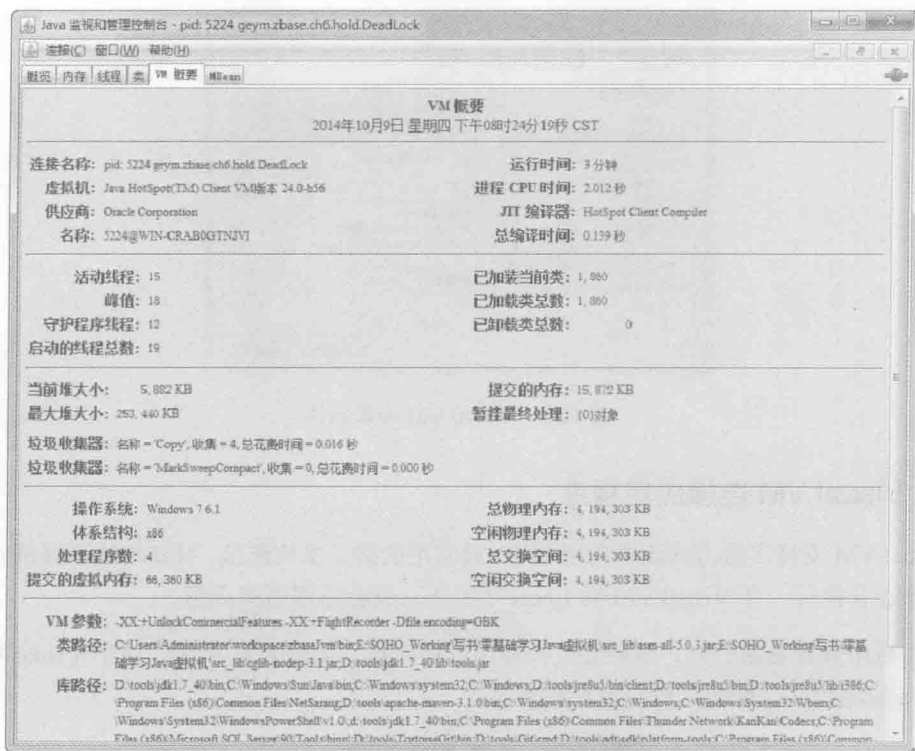 Java 监视和管理控制台 - pid: 5224 geym.zbase.ch6.hold.DeadLock
连接(C) 窗口(W) 帮助(H)
概览 内存 线程 类 VM 概要 MBean
VM 概要
2014年10月9日 星期四 下午08时24分19秒 CST
连接名称: pid: 5224 geym.zbase.ch6.hold.DeadLock 运行时间: 3 分钟
虚拟机: Java HotSpot(TM) Client VM版本 24.0-b56 进程 CPU 时间: 2.012 秒
供应商: Oracle Corporation JIT 编译器: HotSpot Client Compiler
名称: 5224@WIN-CRAB0GTNJVI 总编译时间: 0.139 秒
活动线程: 15 已加装当前类: 1,860
峰值: 18 已加载类总数: 1,860
守护程序线程: 12 已卸载类总数: 0
启动的线程总数: 19
当前堆大小: 5,882 KB 提交的内存: 15,872 KB
最大堆大小: 253,440 KB 暂挂最终处理: (0)对象
垃圾收集器: 名称 = 'Copy', 收集 = 4, 总花费时间 = 0.016 秒
垃圾收集器: 名称 = 'MarkSweepCompact', 收集 = 0, 总花费时间 = 0.000 秒
操作系统: Windows 7 6.1 总物理内存: 4,194,303 KB
体系结构: x86 空闲物理内存: 4,194,303 KB
处理程序数: 4 总交换空间: 4,194,303 KB
提交的虚拟内存: 66,360 KB 空闲交换空间: 4,194,303 KB
VM 参数: -XX:+UnlockCommercialFeatures -XX:+FlightRecorder -Dfile.encoding=GBK
类路径: C:\Users\Administrator\workspace\zbaseJvm\bin;E:\SOHO_Working\写书\零基础学习Java虚拟机\src_lib\asm-all-5.0.3.jar;E:\SOHO_Working\写书\零基
础学习Java虚拟机\src_lib\cglib-nodep-3.1.jar;D:\tools\jdk1.7_40\lib\tools.jar
库路径: D:\tools\jdk1.7_40\bin;C:\Windows\Sun\Java\bin;C:\Windows\system32;C:\Windows;D:\tools\jre8u5\bin\client;D:\tools\jre8u5\bin;D:\tools\jre8u5\lib\i386;C:
\Program Files (x86)\Common Files\NetSarang;D:\tools\apache-maven-3.1.0\bin;C:\Windows\system32;C:\Windows;C:\Windows\System32\Wbem;C:
\Windows\System32\WindowsPowerShell\v1.0\;d:\tools\jdk1.7_40\bin;C:\Program Files (x86)\Common Files\Thunder Network\KanKan\Codecs;C:\Program
Files (x86)\Microsoft SQL Server\90\Tools\binn\;D:\tools\TortoiseGit\bin;D:\tools\Git\cmd;D:\tools\adt\sdk\platform-tools;C:\Program Files (x86)\Common